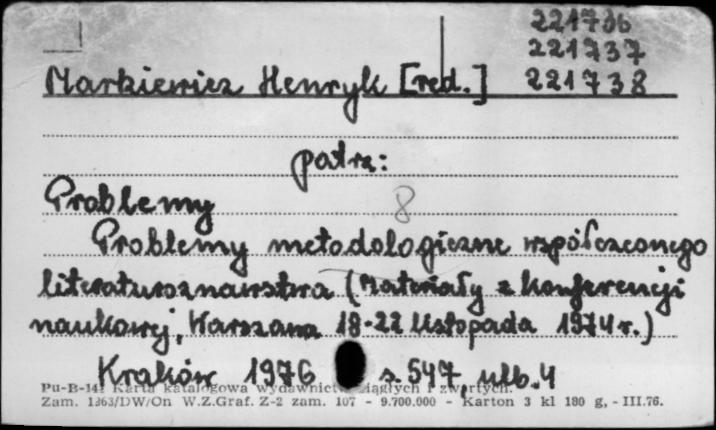 221736
221737
Markiewicz Henryk [red.] 221738
patrz:
Problemy 8
Problemy metodologiczne współczesnego
literaturoznawstwa (Materiały z konferencji
naukowej, Warszawa 18-22 listopada 1974 r.)
Kraków 1976 s. 547, nlb. 4
Pu-B-141 Karta katalogowa wydawnictw ciągłych i zwartych.
Zam. 1363/DW/On W.Z.Graf. Z-2 zam. 107 - 9.700.000 - Karton 3 kl 180 g, - III.76.